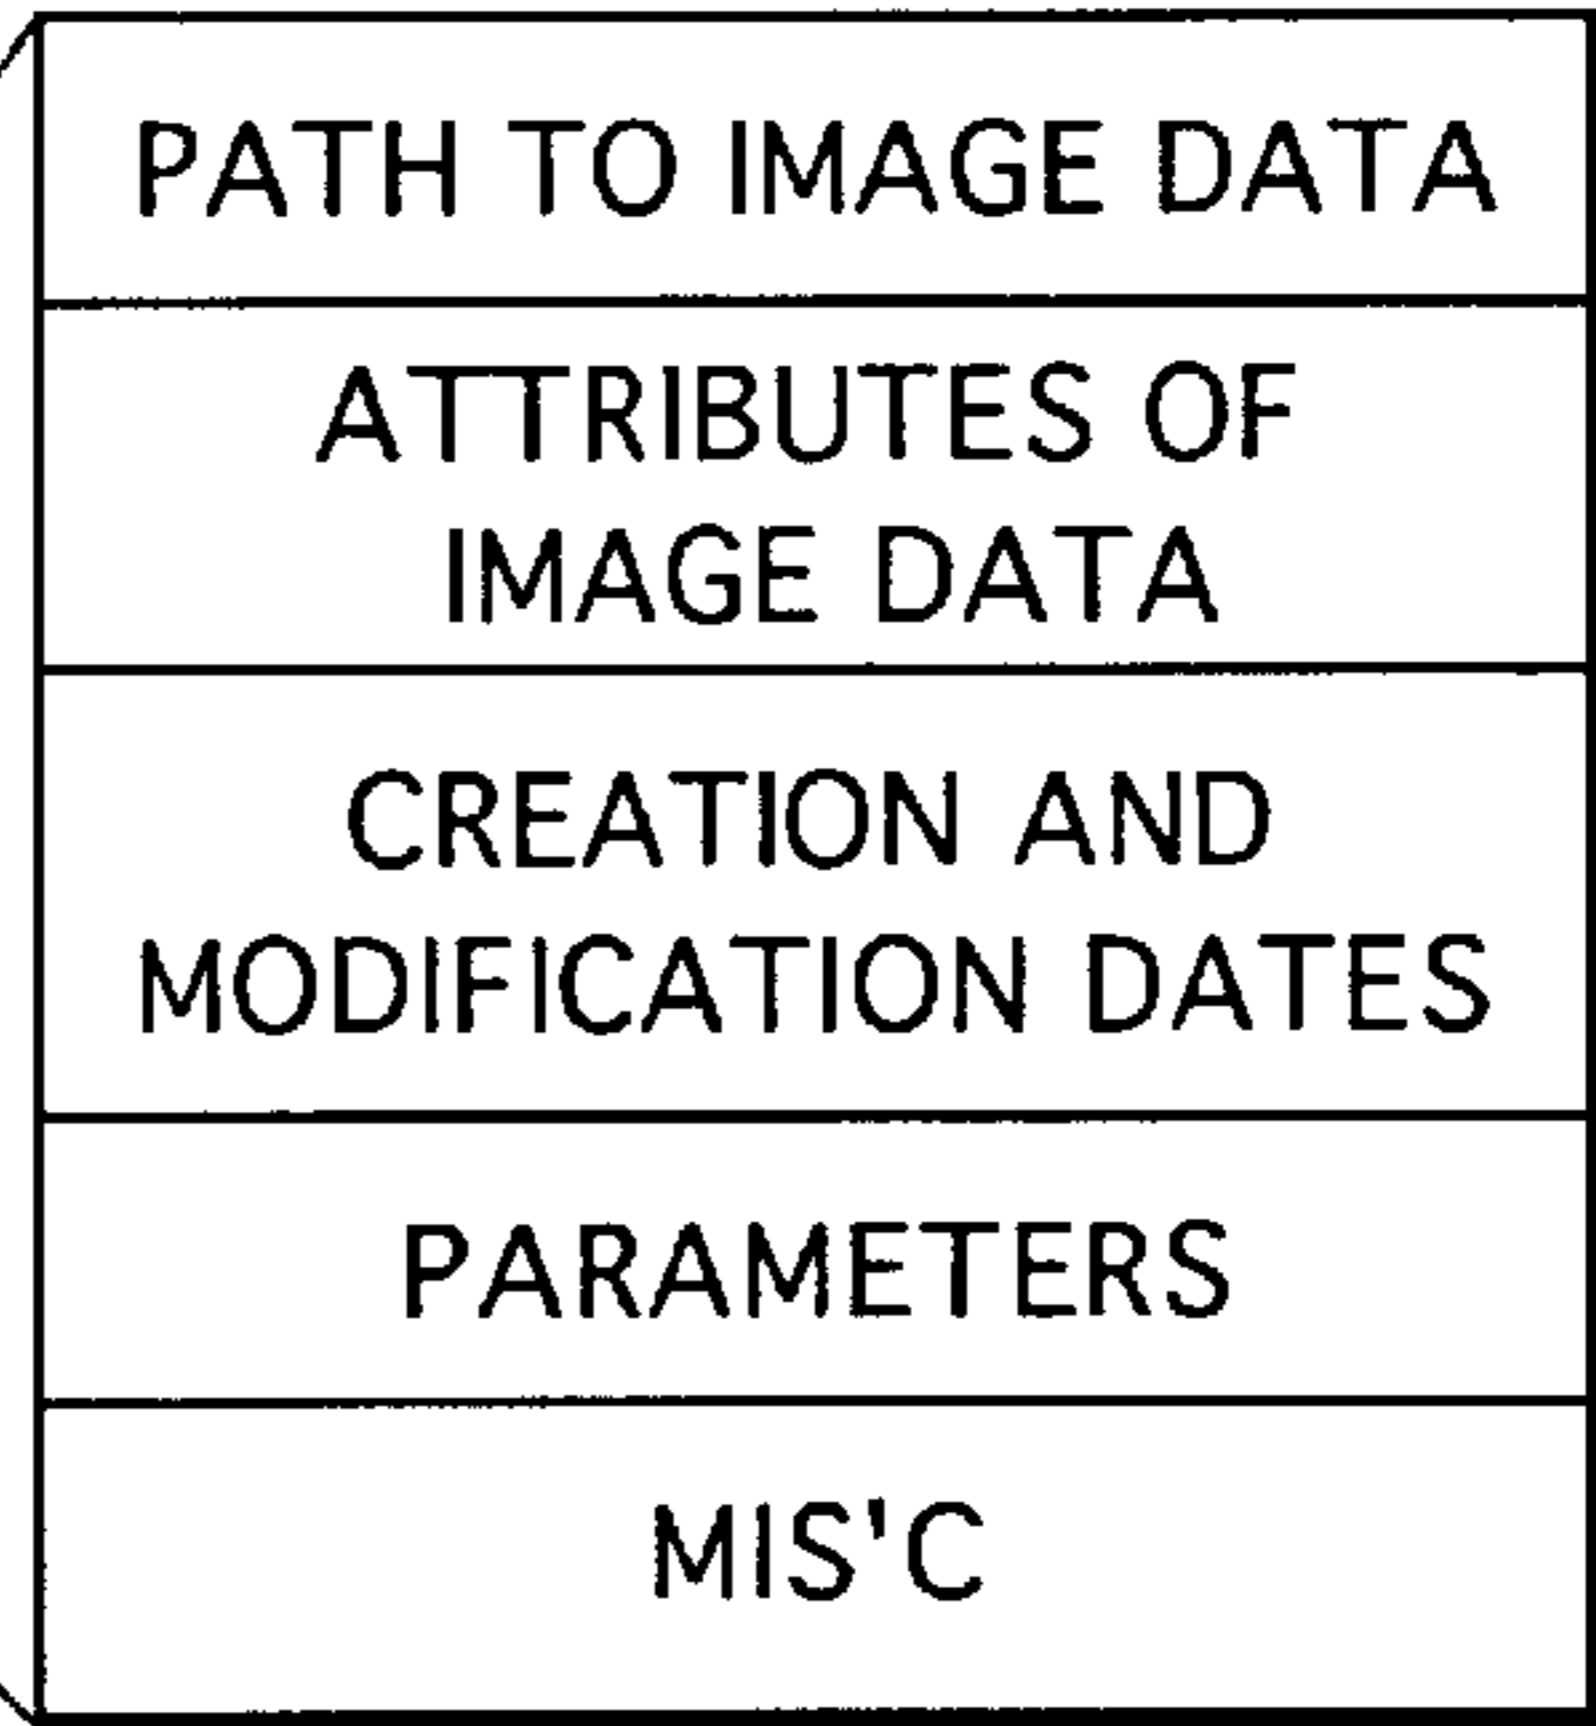 PATH TO IMAGE DATA
ATTRIBUTES OF
IMAGE DATA
CREATION AND
MODIFICATION DATES
PARAMETERS
MIS'C